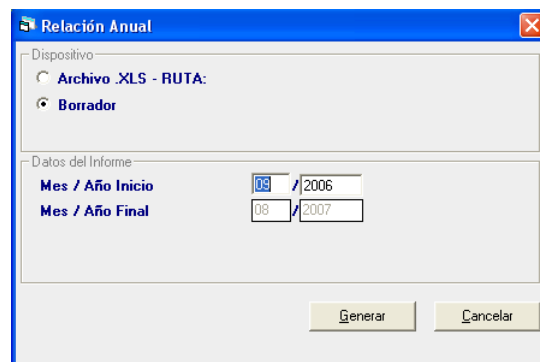 Relación Anual
Dispositivo
Archivo .XLS - RUTA:
Borrador
Datos del Informe
Mes / Año Inicio 09 / 2006
Mes / Año Final 08 / 2007
Generar Cancelar